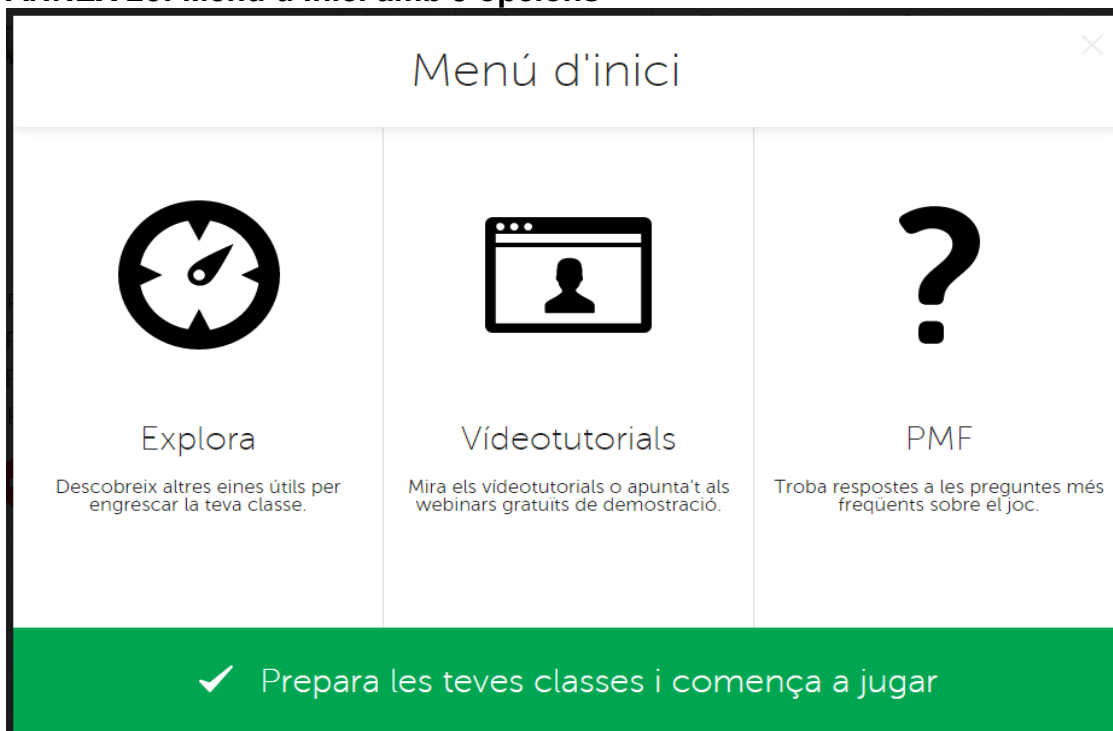 Menú d'inici
Explora
Descobreix altres eines útils per
engrescar la teva classe.
Vídeotutorials
Mira els vídeotutorials o apunta't als
webinars gratuïts de demostració.
PMF
Troba respostes a les preguntes més
freqüents sobre el joc.
Prepara les teves classes i comença a jugar